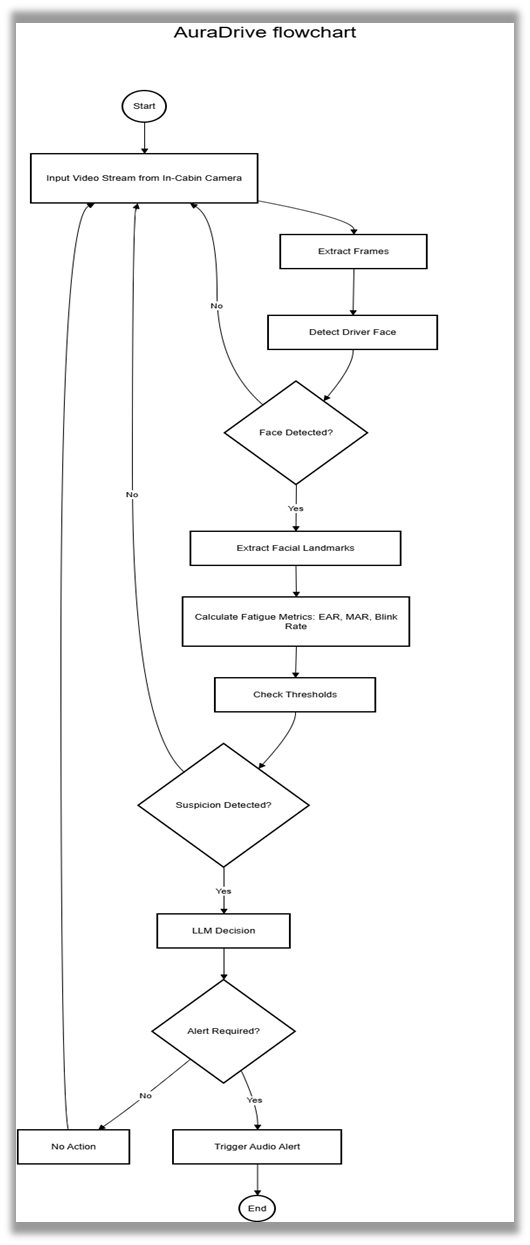 AuraDrive flowchart
Start
Input Video Stream from In-Cabin Camera
Extract Frames
No
Detect Driver Face
Face Detected?
No
Yes
Extract Facial Landmarks
Calculate Fatigue Metrics: EAR, MAR, Blink
Rate
Check Thresholds
Suspicion Detected?
Yes
LLM Decision
Alert Required?
No
Yes
No Action
Trigger Audio Alert
End